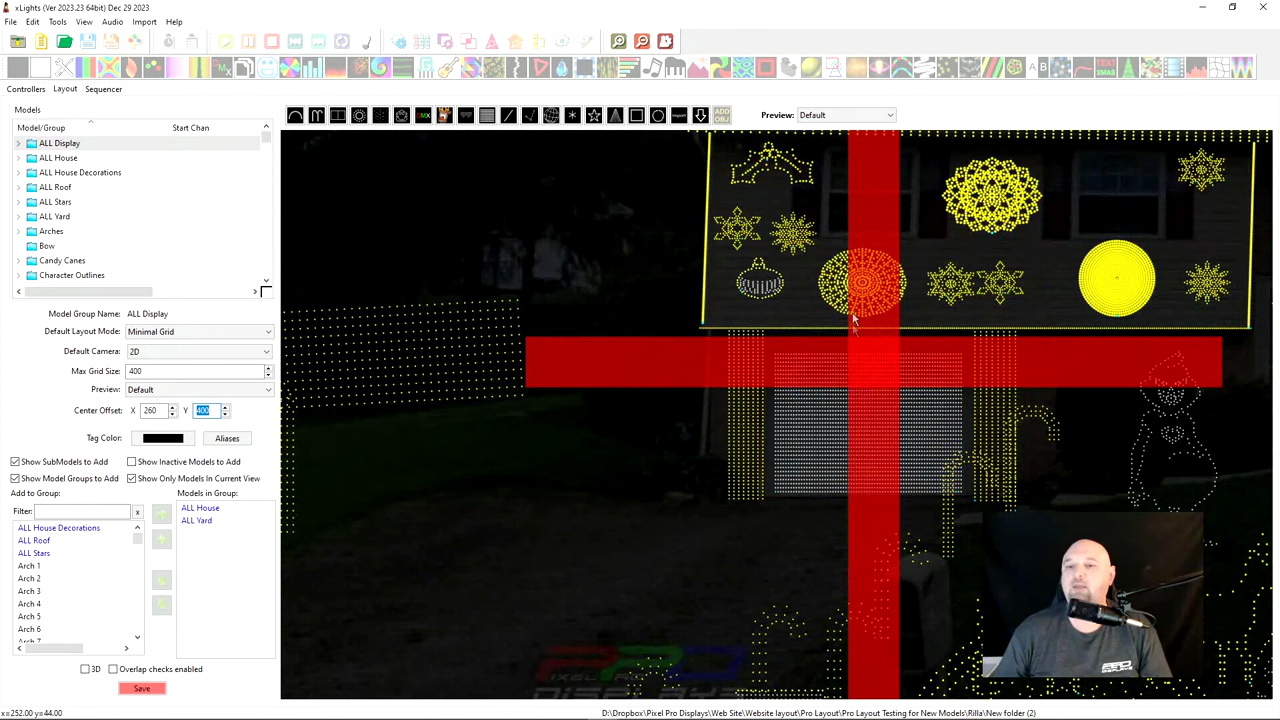 xLights (Ver 2023.23 64bit) Dec 29 2023
File Edit Tools View Audio Import Help
Controllers Layout Sequencer
Models
Model/Group Start Chan
ALL Display
ALL House
ALL House Decorations
ALL Roof
ALL Stars
ALL Yard
Arches
Bow
Candy Canes
Character Outlines
Preview: Default
ADD OBJ
Model Group Name: ALL Display
Default Layout Mode: Minimal Grid
Default Camera: 2D
Max Grid Size: 400
Preview: Default
Center Offset: X 260 Y 400
Tag Color: Aliases
Show SubModels to Add Show Inactive Models to Add
Show Model Groups to Add Show Only Models In Current View
Add to Group: Models in Group:
Filter: x
ALL House Decorations
ALL Roof
ALL Stars
Arch 1
Arch 2
Arch 3
Arch 4
Arch 5
Arch 6
ALL House
ALL Yard
3D Overlap checks enabled
Save
x=252.00 y=44.00
D:\Dropbox\Pixel Pro Displays\Web Site\Website layout\Pro Layout\Pro Layout Testing for New Models\Rilla\New folder (2)